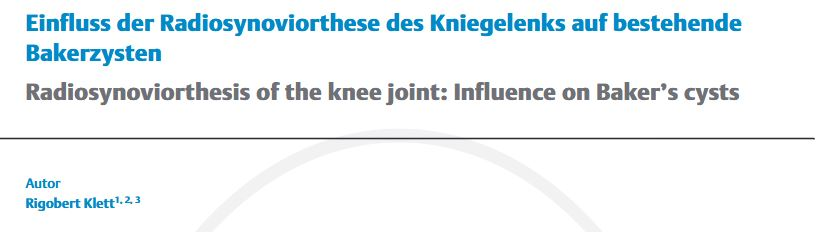 Einfluss der Radiosynoviorthese des Kniegelenks auf bestehende
Bakerzysten
Radiosynoviorthesis of the knee joint: Influence on Baker’s cysts
Autor
Rigobert Klett1, 2, 3